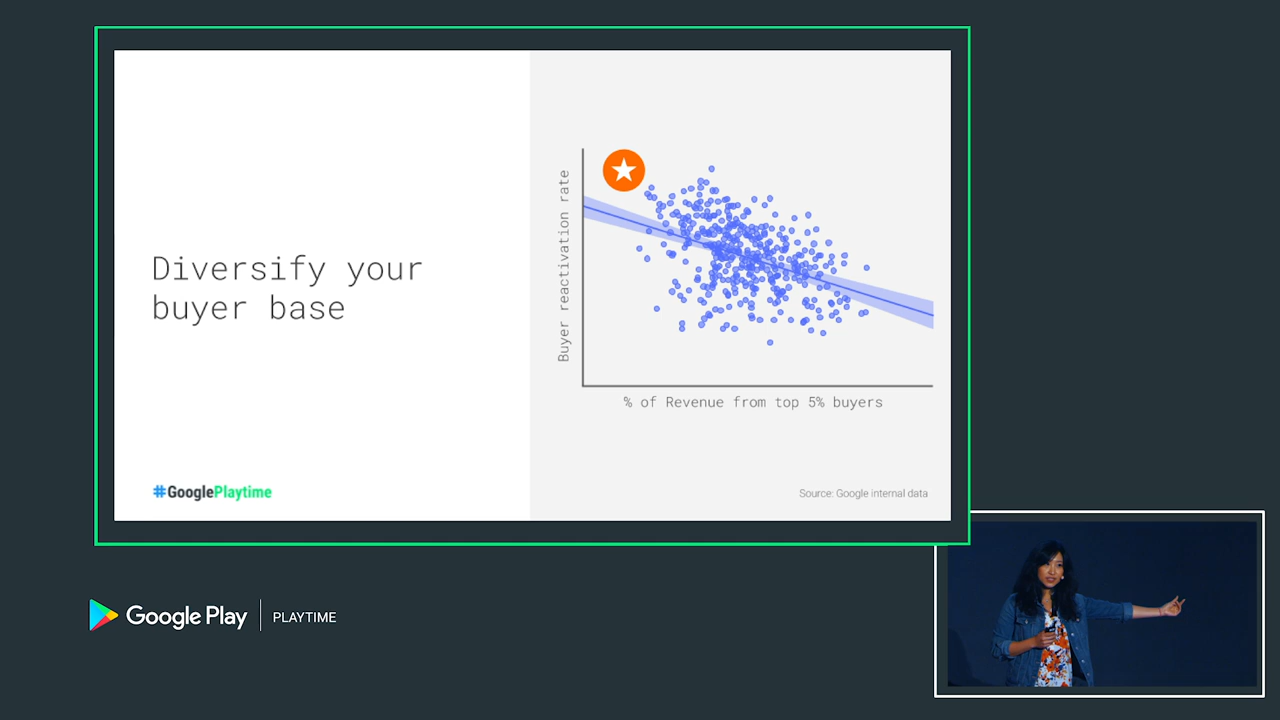 Diversify your
buyer base
Buyer reactivation rate
% of Revenue from top 5% buyers
#GooglePlaytime
Source: Google internal data
Google Play
PLAYTIME